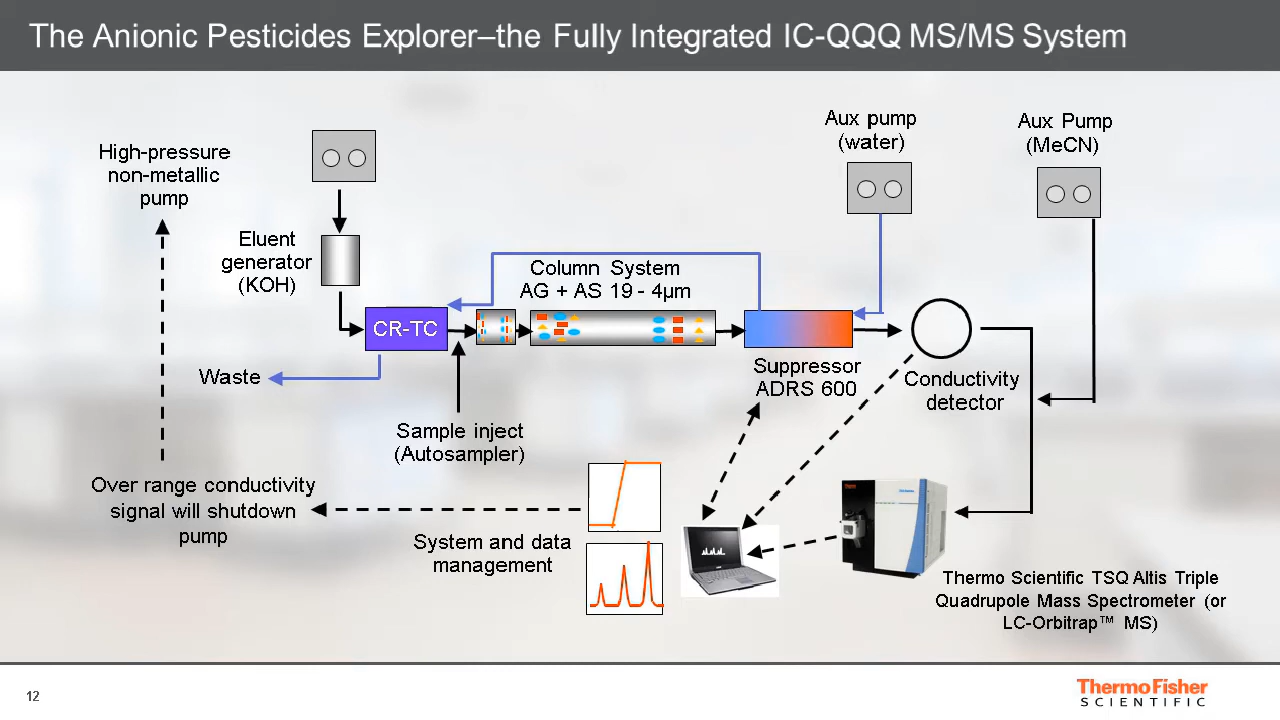 The Anionic Pesticides Explorer–the Fully Integrated IC-QQQ MS/MS System
Aux pump
(water)
Aux Pump
(MeCN)
High-pressure
non-metallic
pump
Eluent
generator
(KOH)
Column System
AG + AS 19 - 4µm
CR-TC
Waste
Suppressor
ADRS 600
Conductivity
detector
Sample inject
(Autosampler)
Over range conductivity
signal will shutdown
pump
System and data
management
Thermo Scientific TSQ Altis Triple
Quadrupole Mass Spectrometer (or
LC-Orbitrap™ MS)
12
ThermoFisher
SCIENTIFIC